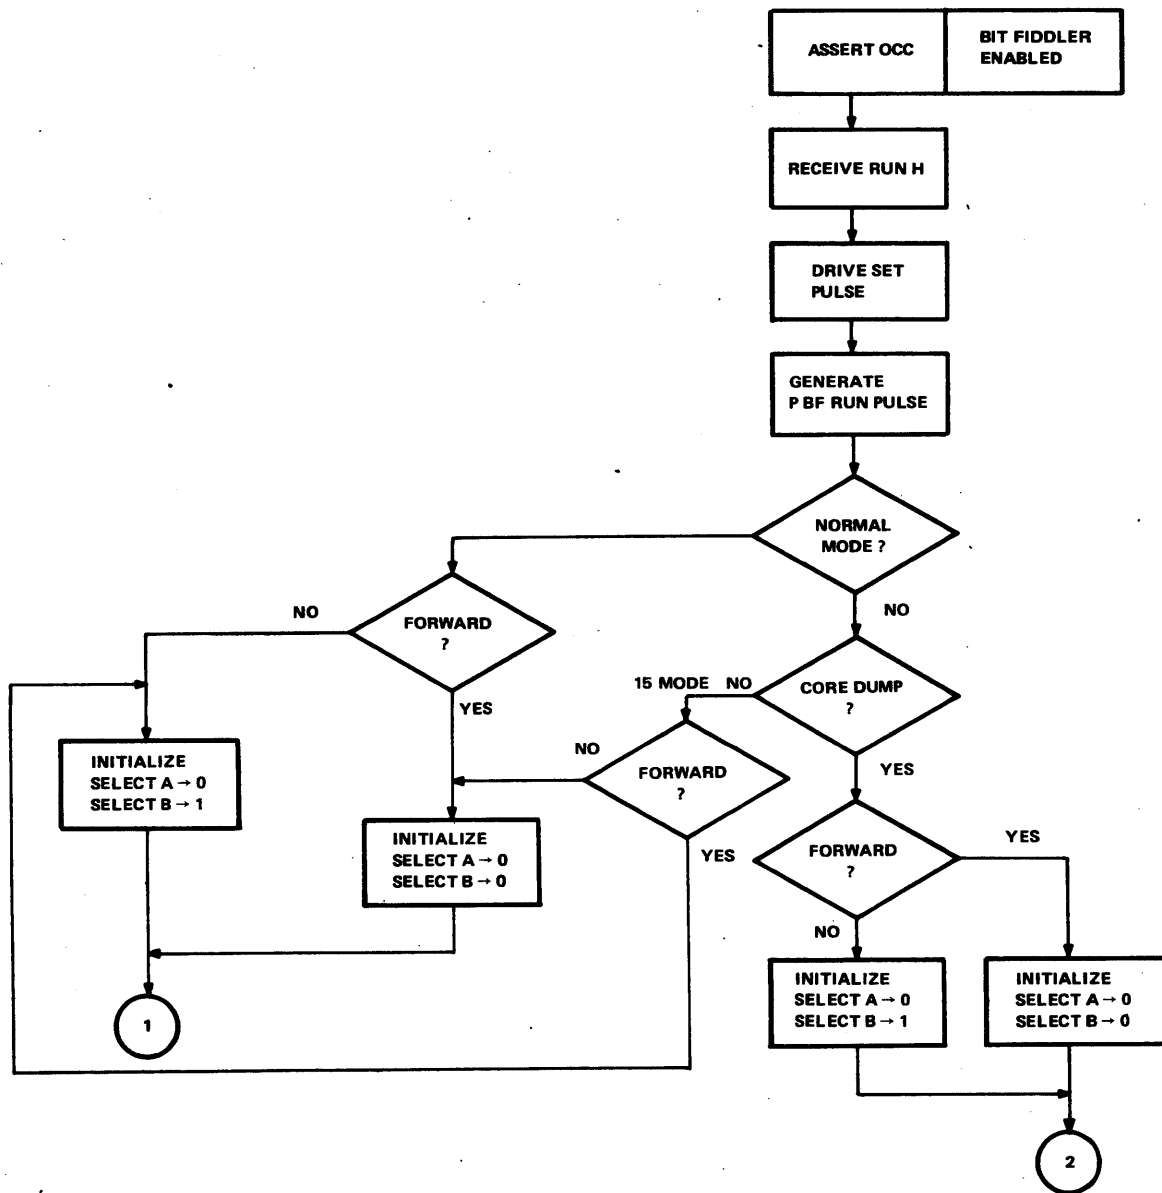 ASSERT OCC
BIT FIDDLER
ENABLED
RECEIVE RUN H
DRIVE SET
PULSE
GENERATE
P BF RUN PULSE
NORMAL
MODE ?
NO
FORWARD
?
NO
YES
CORE DUMP
?
15 MODE NO
YES
FORWARD
?
NO
YES
FORWARD
?
YES
NO
INITIALIZE
SELECT A → 0
SELECT B → 1
INITIALIZE
SELECT A → 0
SELECT B → 0
INITIALIZE
SELECT A → 0
SELECT B → 1
INITIALIZE
SELECT A → 0
SELECT B → 0
1
2